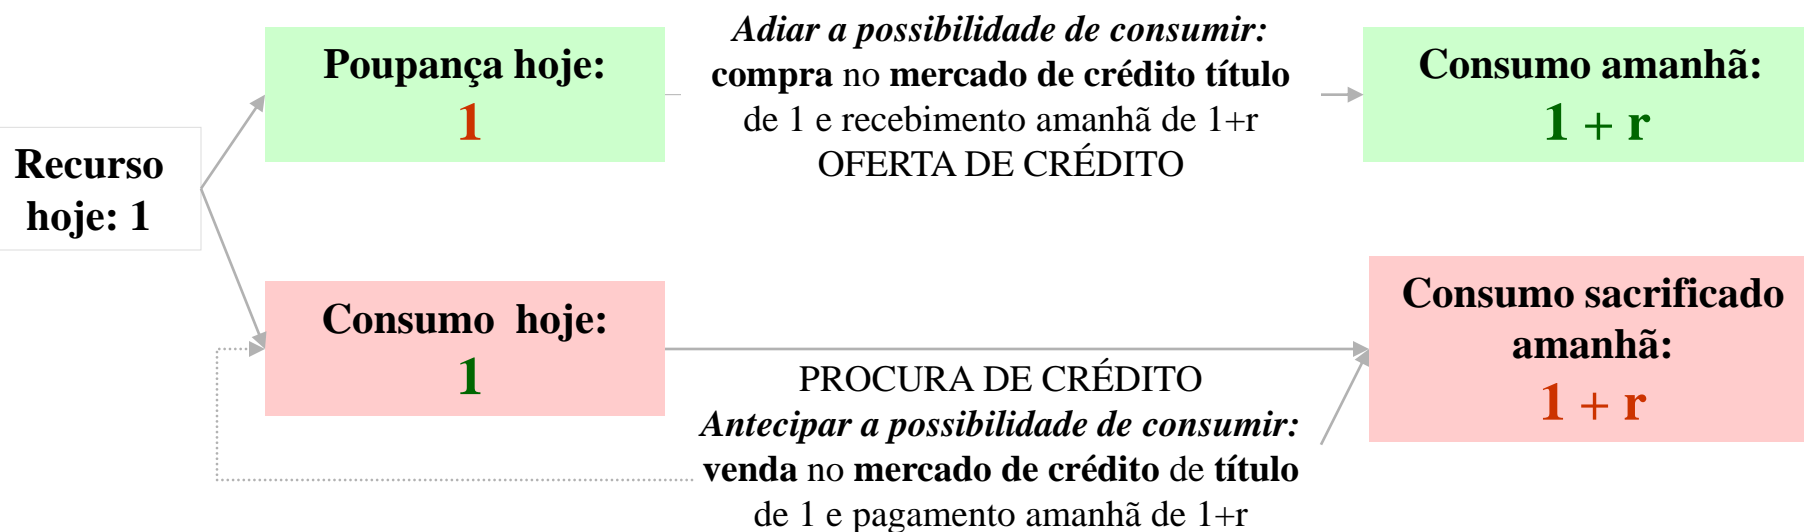 Recurso
hoje: 1
Poupança hoje:
1
Adiar a possibilidade de consumir:
compra no mercado de crédito título
de 1 e recebimento amanhã de 1+r
OFERTA DE CRÉDITO
Consumo amanhã:
1 + r
Consumo hoje:
1
PROCURA DE CRÉDITO
Antecipar a possibilidade de consumir:
venda no mercado de crédito de título
de 1 e pagamento amanhã de 1+r
Consumo sacrificado
amanhã:
1 + r